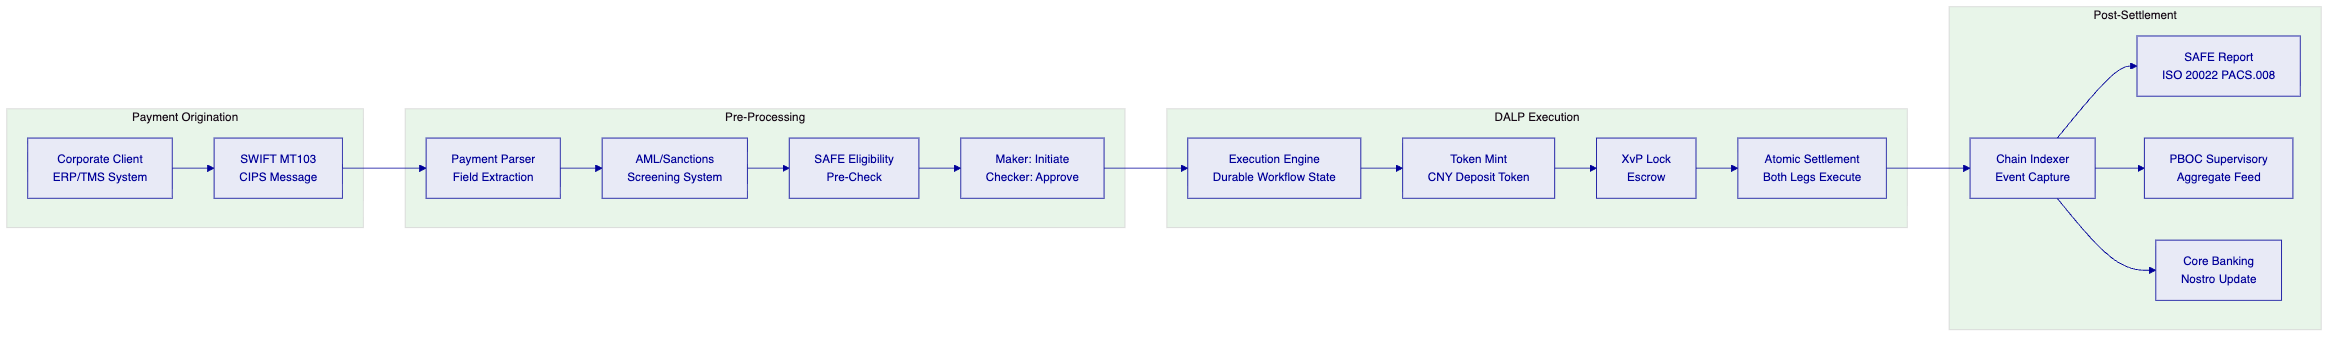 Payment Origination
Corporate Client
ERP/TMS System
SWIFT MT103
CIPS Message
Pre-Processing
Payment Parser
Field Extraction
AML/Sanctions
Screening System
SAFE Eligibility
Pre-Check
Maker: Initiate
Checker: Approve
DALP Execution
Execution Engine
Durable Workflow State
Token Mint
CNY Deposit Token
XvP Lock
Escrow
Atomic Settlement
Both Legs Execute
Post-Settlement
Chain Indexer
Event Capture
SAFE Report
ISO 20022 PACS.008
PBOC Supervisory
Aggregate Feed
Core Banking
Nostro Update